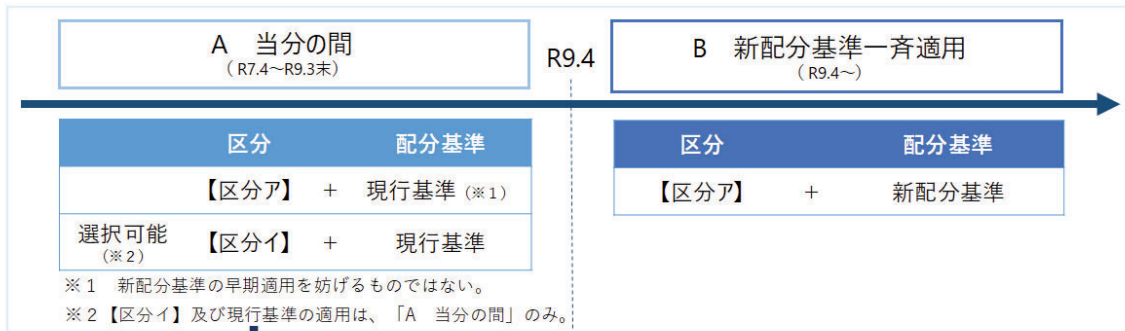 A 当分の間
（R7.4～R9.3末）
R9.4
B 新配分基準一斉適用
（R9.4～）
区分 配分基準
【区分ア】 + 現行基準（※1）
選択可能 【区分イ】 + 現行基準
（※2）
※1 新配分基準の早期適用を妨げるものではない。
※2【区分イ】及び現行基準の適用は、「A 当分の間」のみ。
区分 配分基準
【区分ア】 + 新配分基準